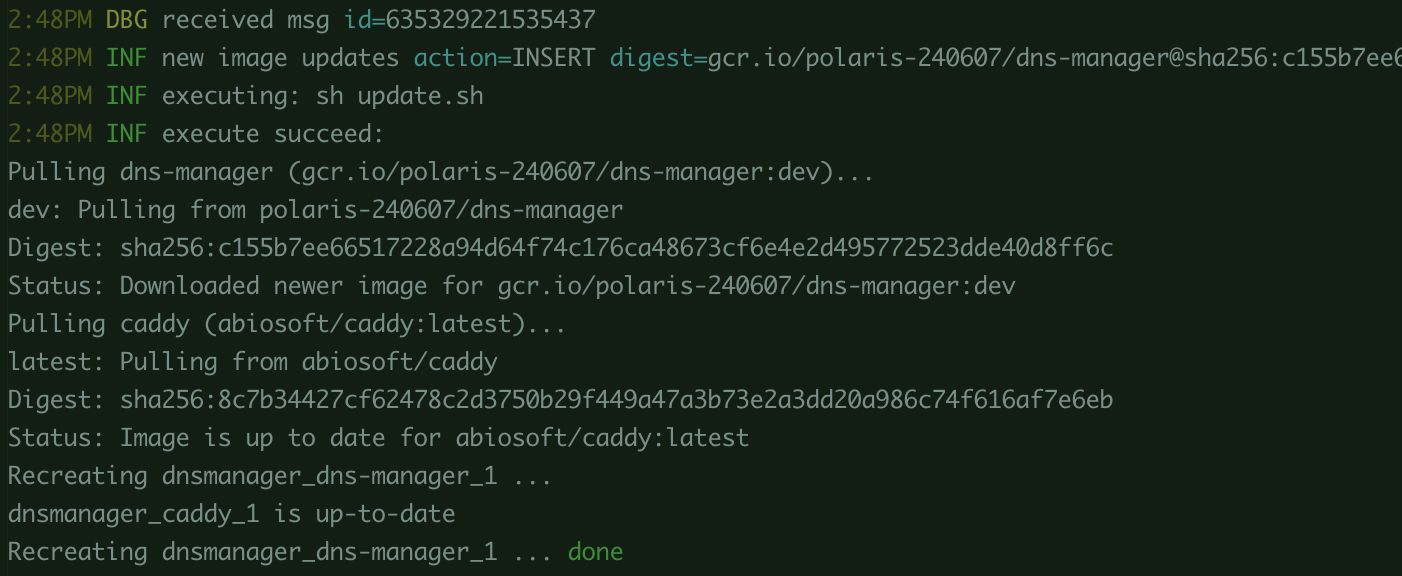 2:48PM DBG received msg id=635329221535437
2:48PM INF new image updates action=INSERT digest=gcr.io/polaris-240607/dns-manager@sha256:c155b7ee6
2:48PM INF executing: sh update.sh
2:48PM INF execute succeed:
Pulling dns-manager (gcr.io/polaris-240607/dns-manager:dev)...
dev: Pulling from polaris-240607/dns-manager
Digest: sha256:c155b7ee66517228a94d64f74c176ca48673cf6e4e2d495772523dde40d8ff6c
Status: Downloaded newer image for gcr.io/polaris-240607/dns-manager:dev
Pulling caddy (abiosoft/caddy:latest)...
latest: Pulling from abiosoft/caddy
Digest: sha256:8c7b34427cf62478c2d3750b29f449a47a3b73e2a3dd20a986c74f616af7e6eb
Status: Image is up to date for abiosoft/caddy:latest
Recreating dnsmanager_dns-manager_1 ...
dnsmanager_caddy_1 is up-to-date
Recreating dnsmanager_dns-manager_1 ... done